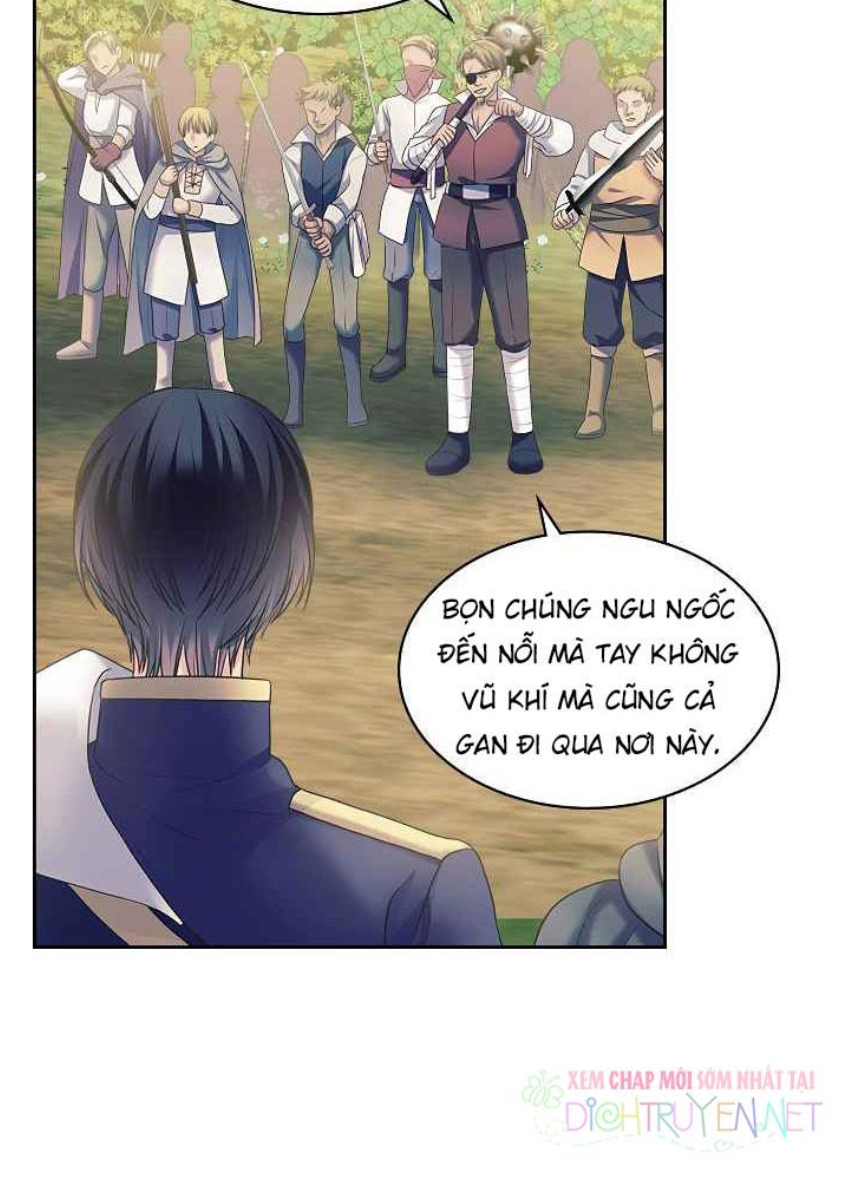 BỌN CHÚNG NGU NGỐC
ĐẾN NỖI MÀ TAY KHÔNG
VŨ KHÍ MÀ CŨNG CẢ
GAN ĐI QUA NƠI NÀY.
XEM CHAP MỚI SỚM NHẤT TẠI
DICHTRUYEN.NET